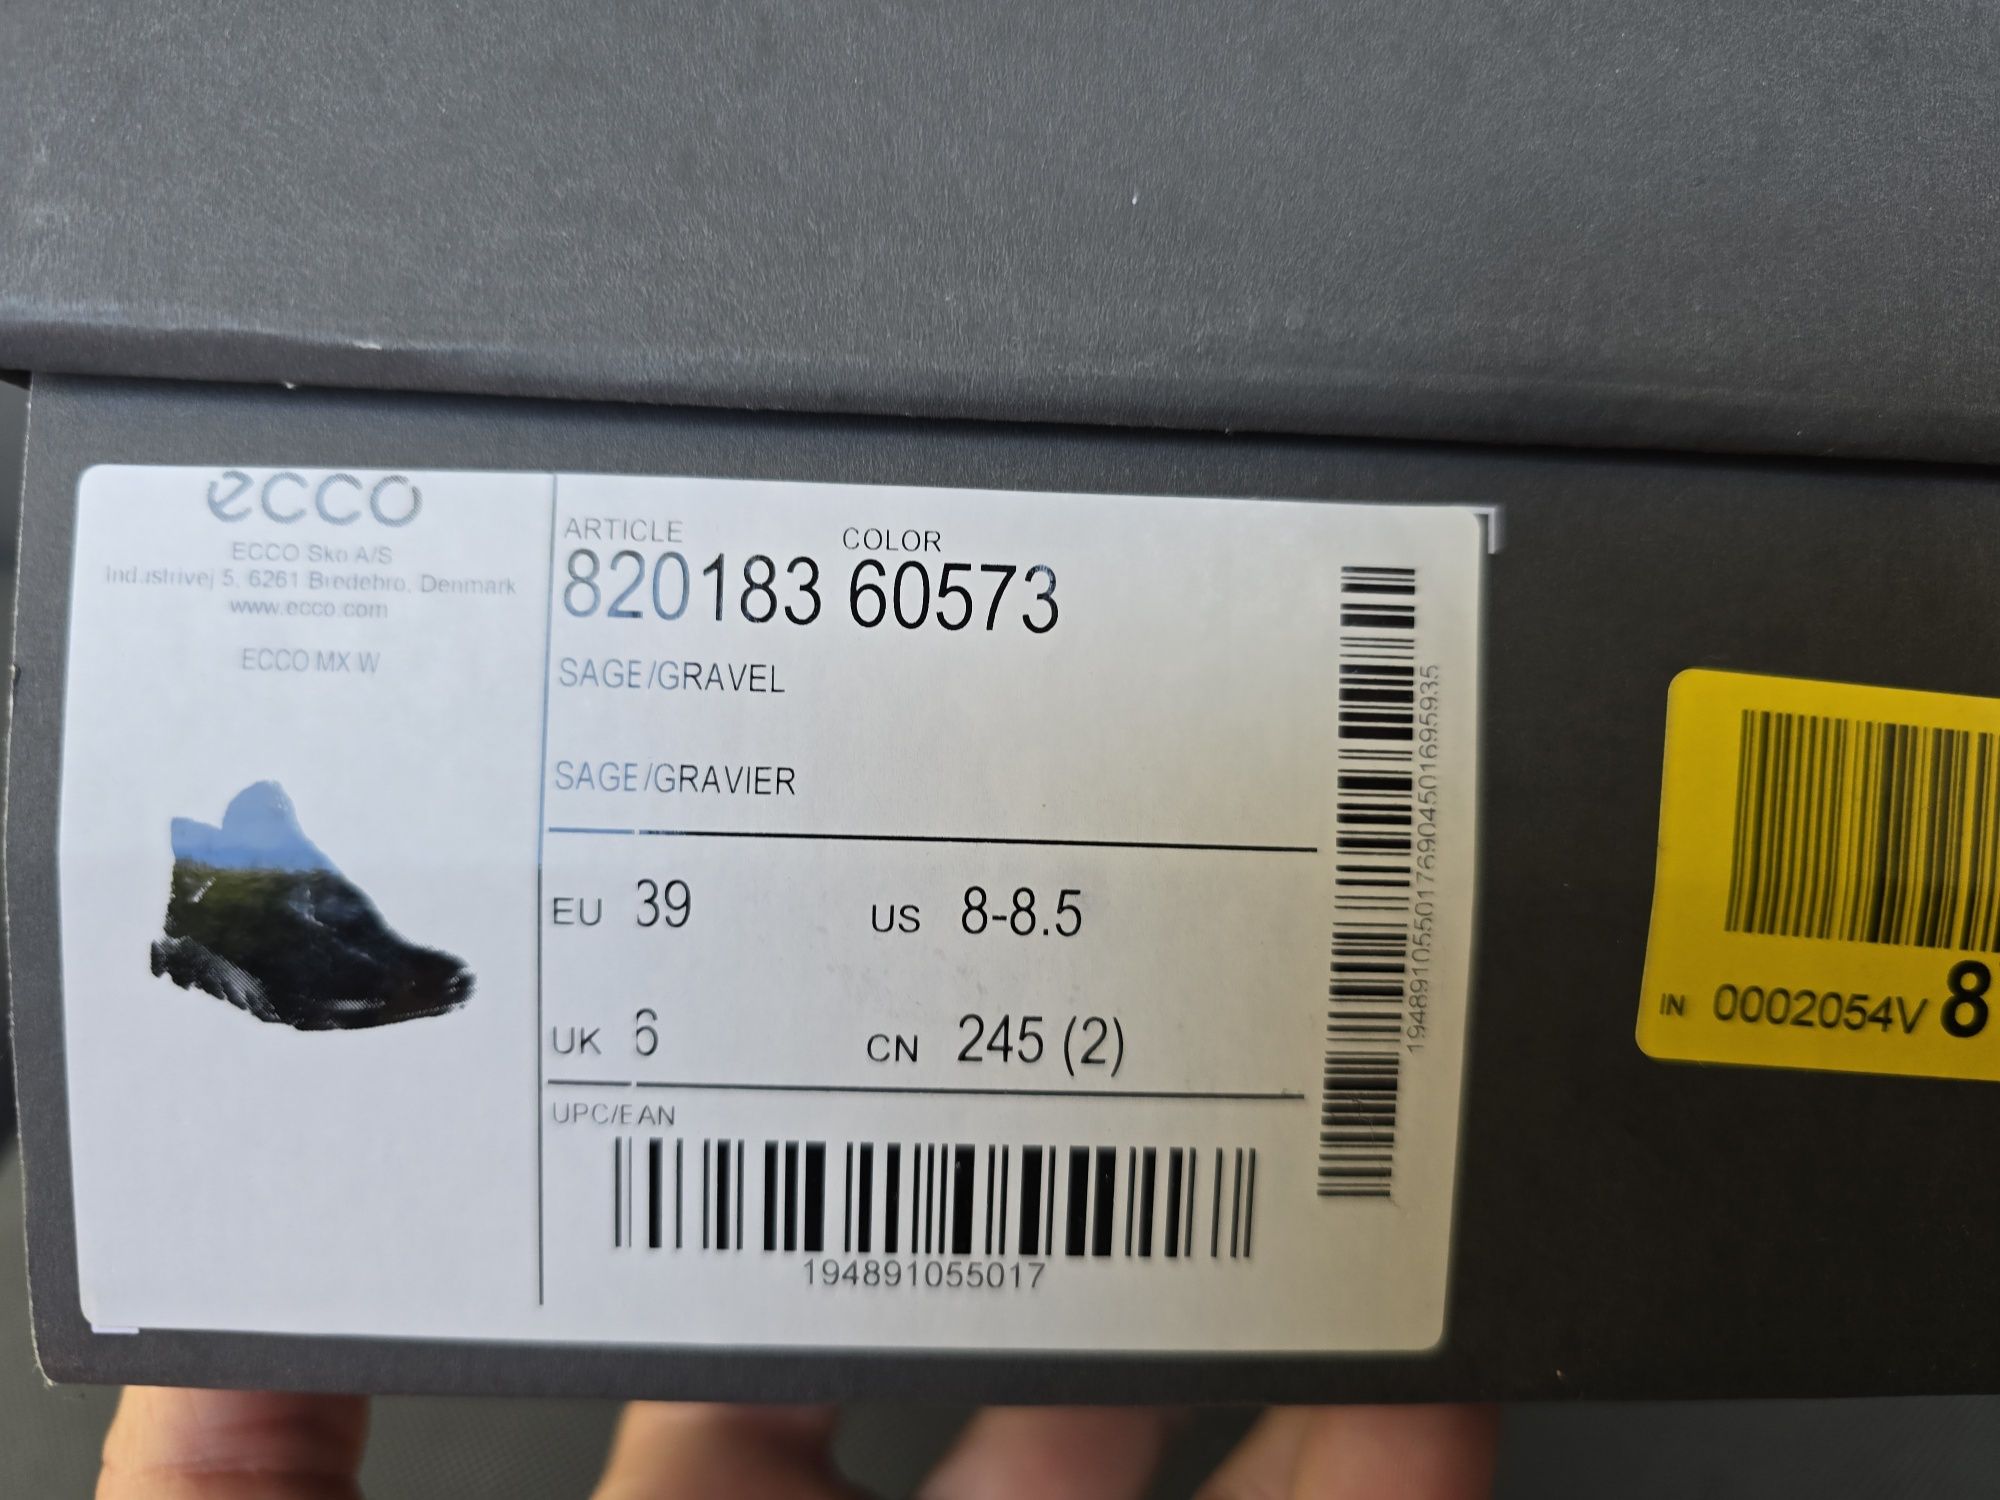 ecco
ECCO Sko A/S
Industrivej 5, 6261 Bredebro, Denmark
www.ecco.com
ECCO MX W
ARTICLE COLOR
820183 60573
SAGE/GRAVEL
SAGE/GRAVIER
EU 39 US 8-8.5
UK 6 CN 245 (2)
UPC/EAN
194891055017
1948910550176904501695935
IN 0002054V 8